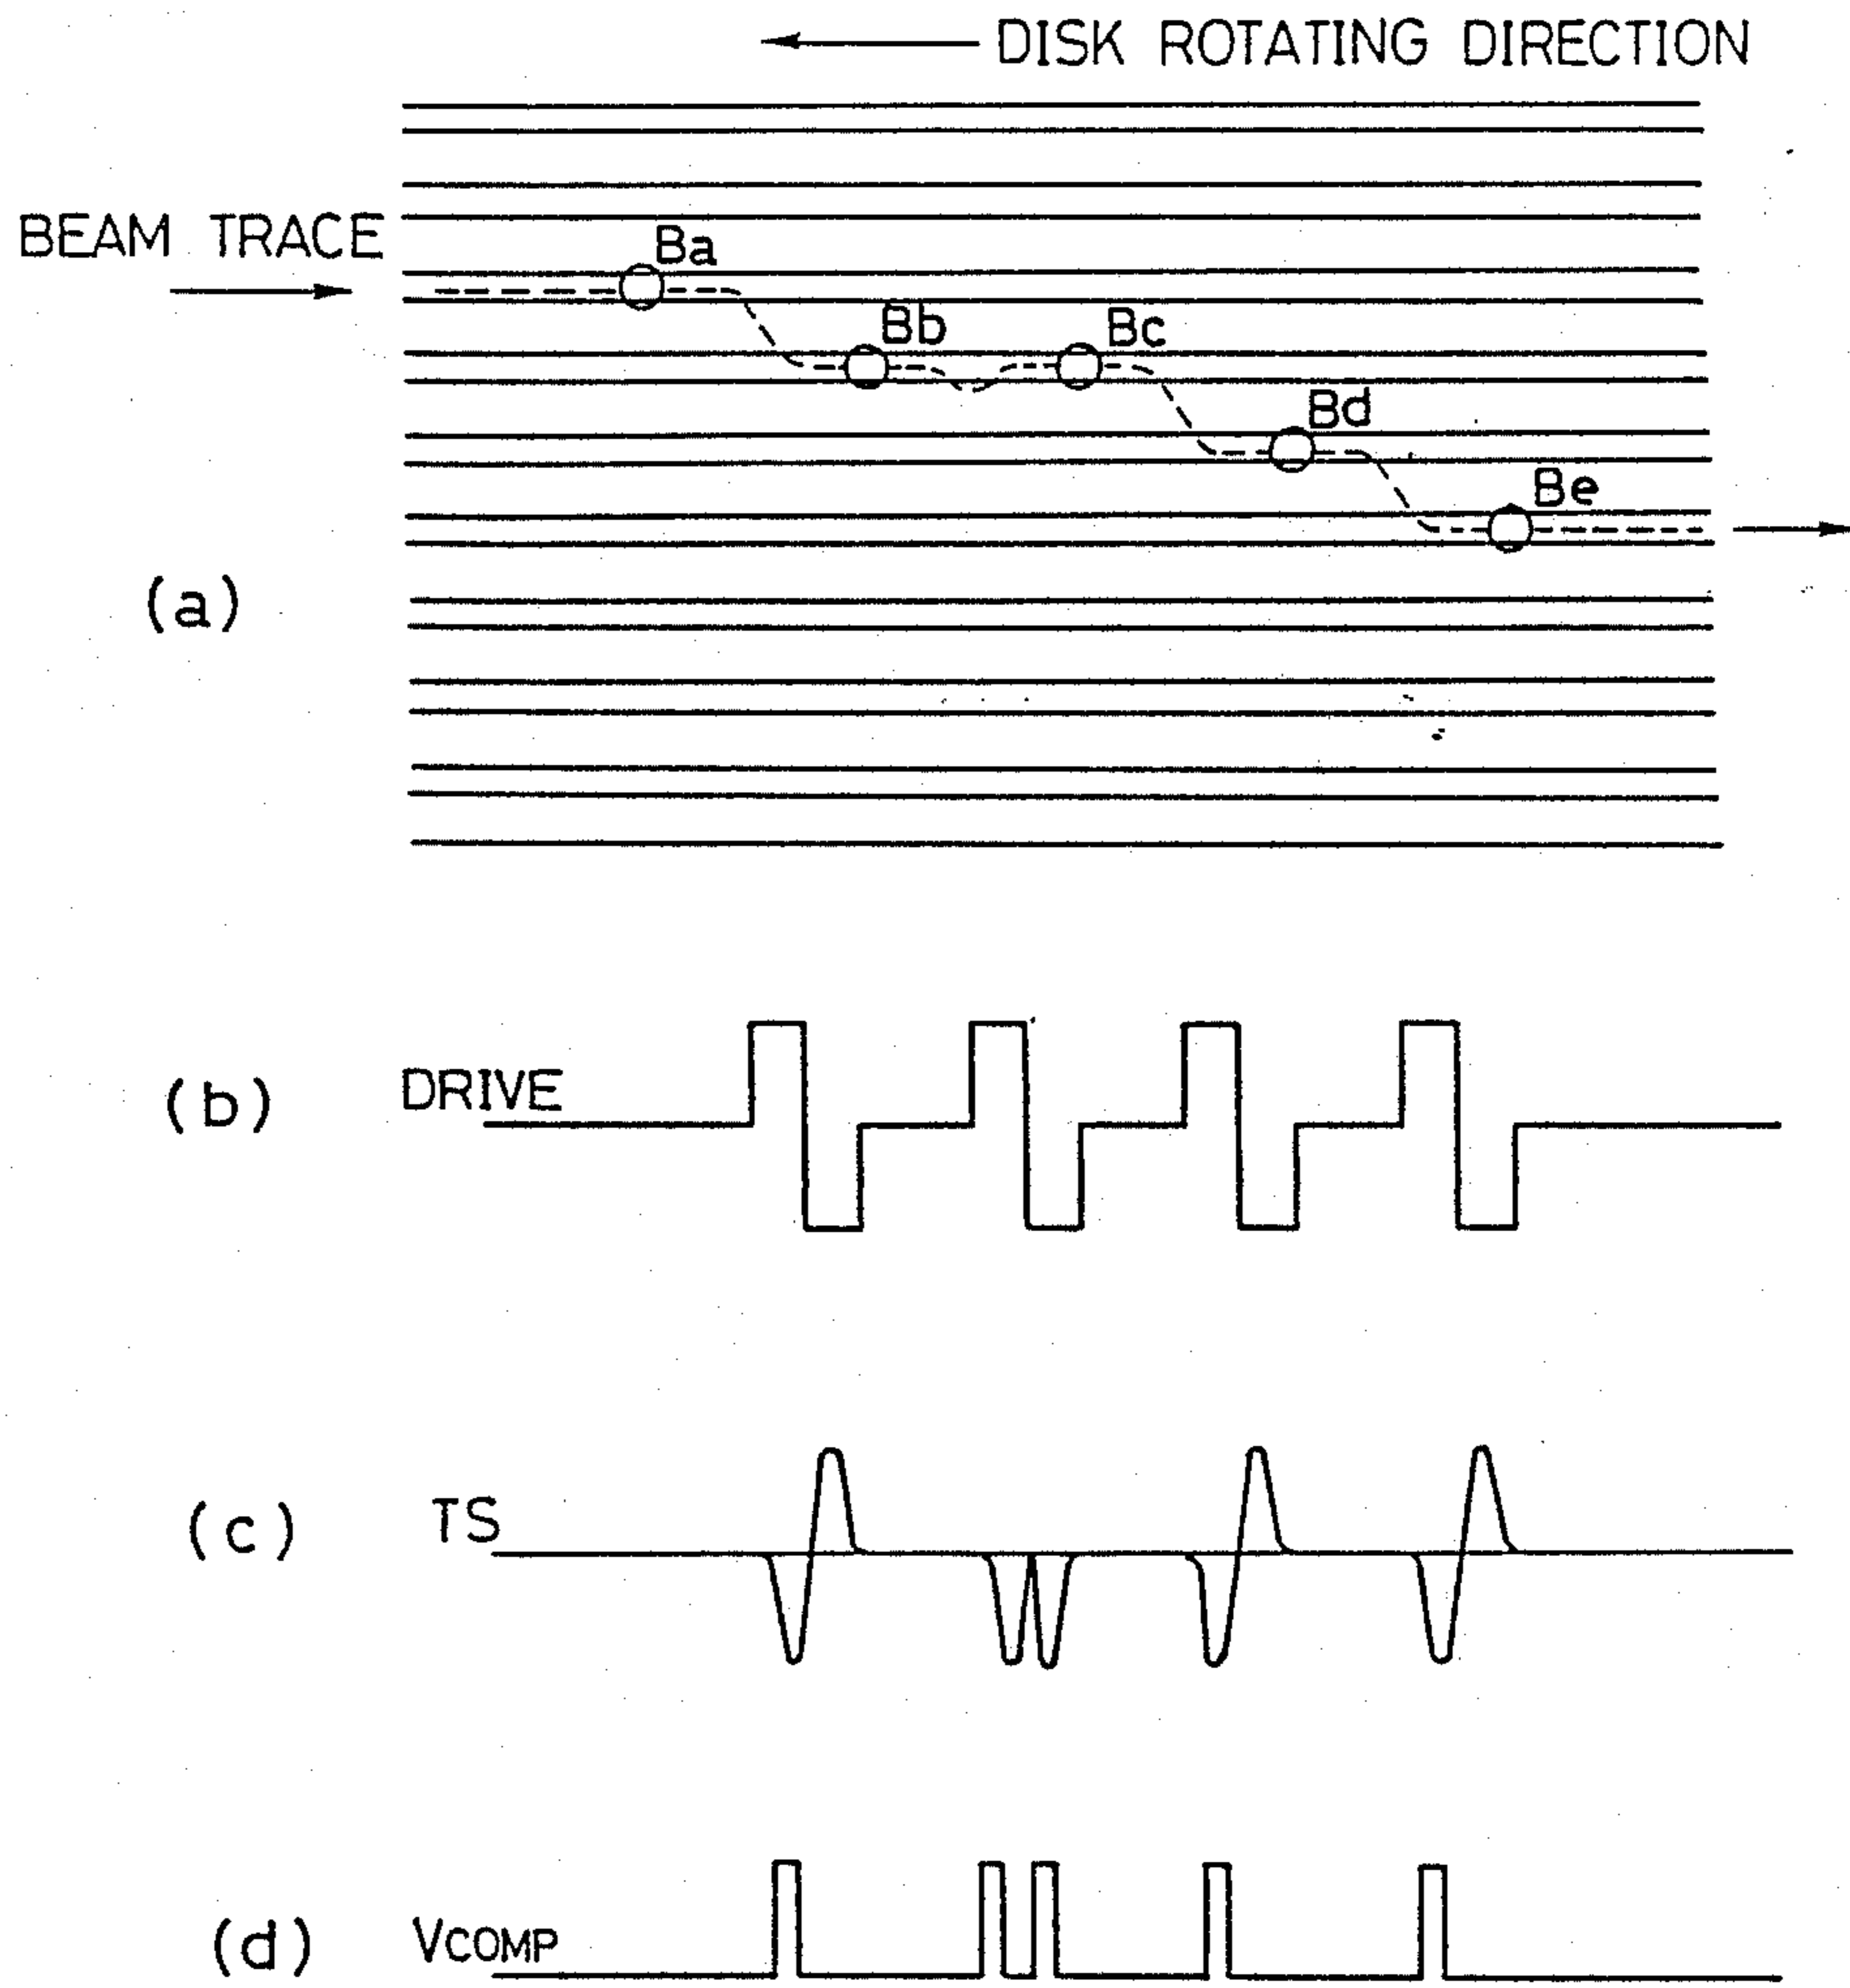 DISK ROTATING DIRECTION
BEAM TRACE
Ba
Bb
Bc
Bd
Be
(a)
(b) DRIVE
(c) TS
(d) VCOMP